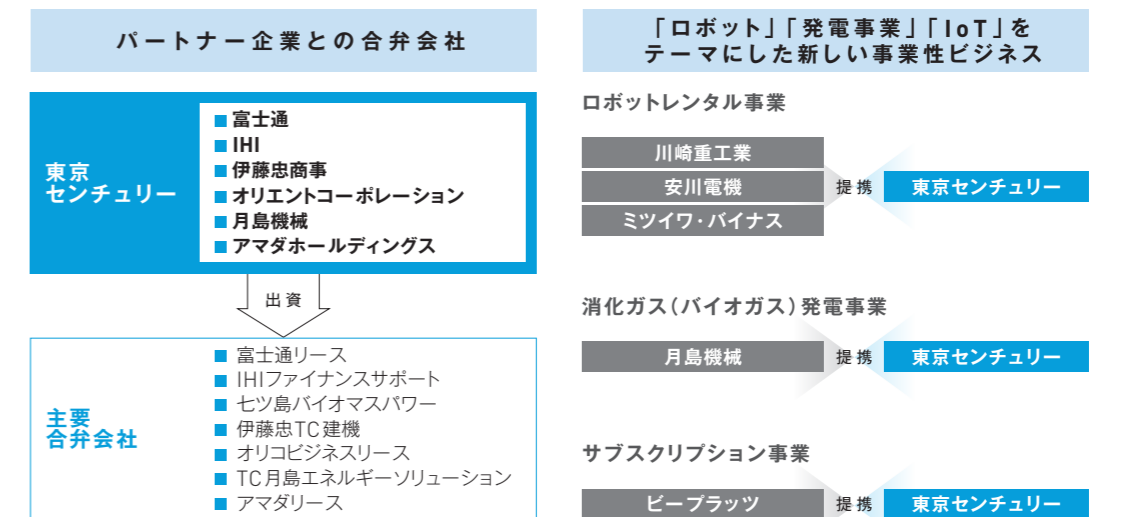 パートナー企業との合弁会社
東京
センチュリー
富士通
IHI
伊藤忠商事
オリエントコーポレーション
月島機械
アマダホールディングス
出資
主要
合弁会社
富士通リース
IHIファイナンスサポート
七ツ島バイオマスパワー
伊藤忠TC建機
オリコビジネスリース
TC月島エネルギーソリューション
アマダリース
「ロボット」「発電事業」「IoT」を
テーマにした新しい事業性ビジネス
ロボットレンタル事業
川崎重工業
安川電機 提携 東京センチュリー
ミツイワ・バイナス
消化ガス(バイオガス)発電事業
月島機械 提携 東京センチュリー
サブスクリプション事業
ビープラッツ 提携 東京センチュリー